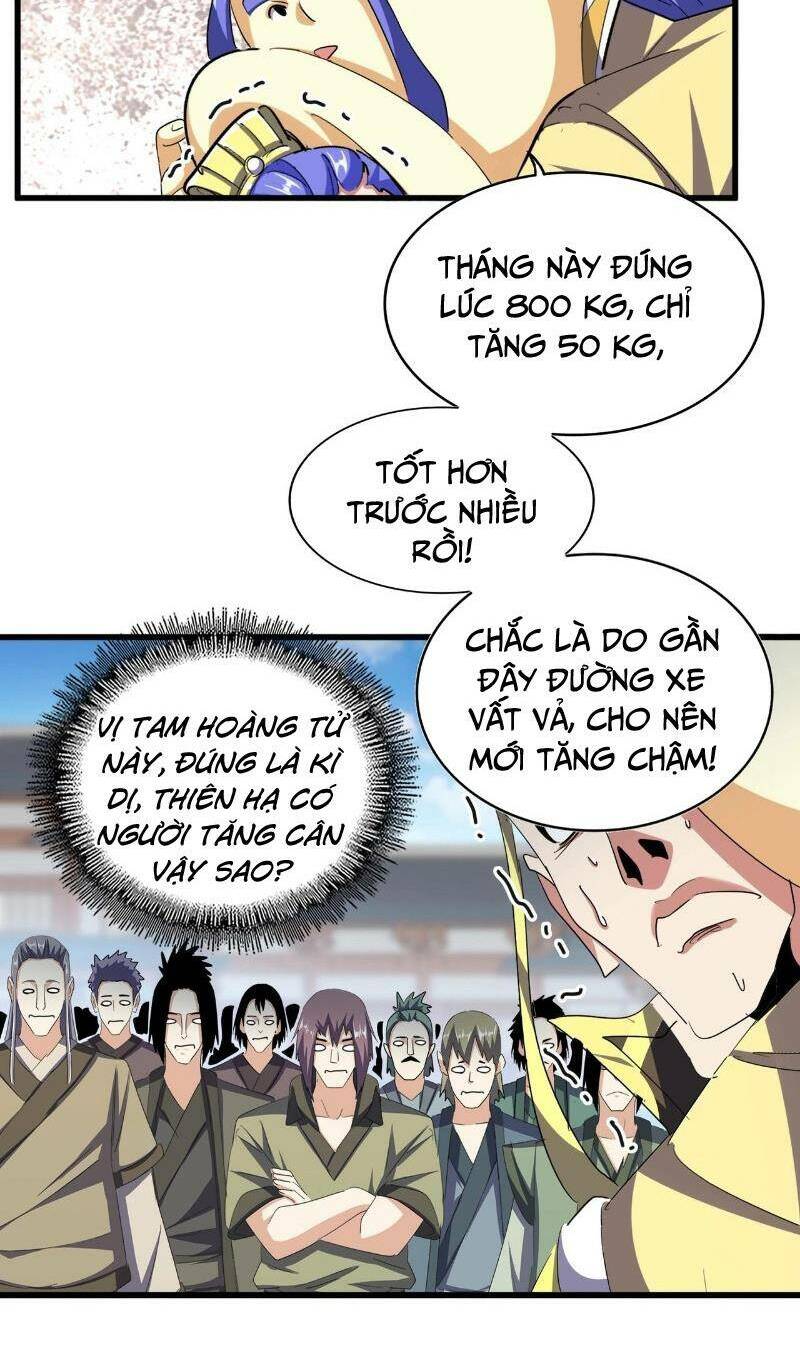 THÁNG NÀY ĐÚNG
LÚC 800 KG, CHỈ
TĂNG 50 KG,
TỐT HƠN
TRƯỚC NHIỀU
RỒI!
CHẮC LÀ DO GẦN
ĐÂY ĐƯỜNG XE
VẤT VẢ, CHO NÊN
MỚI TĂNG CHẬM!
VỊ TAM HOÀNG TỬ
NÀY, ĐÚNG LÀ KÌ
DỊ, THIÊN HẠ CÓ
NGƯỜI TĂNG CÂN
VẬY SAO?